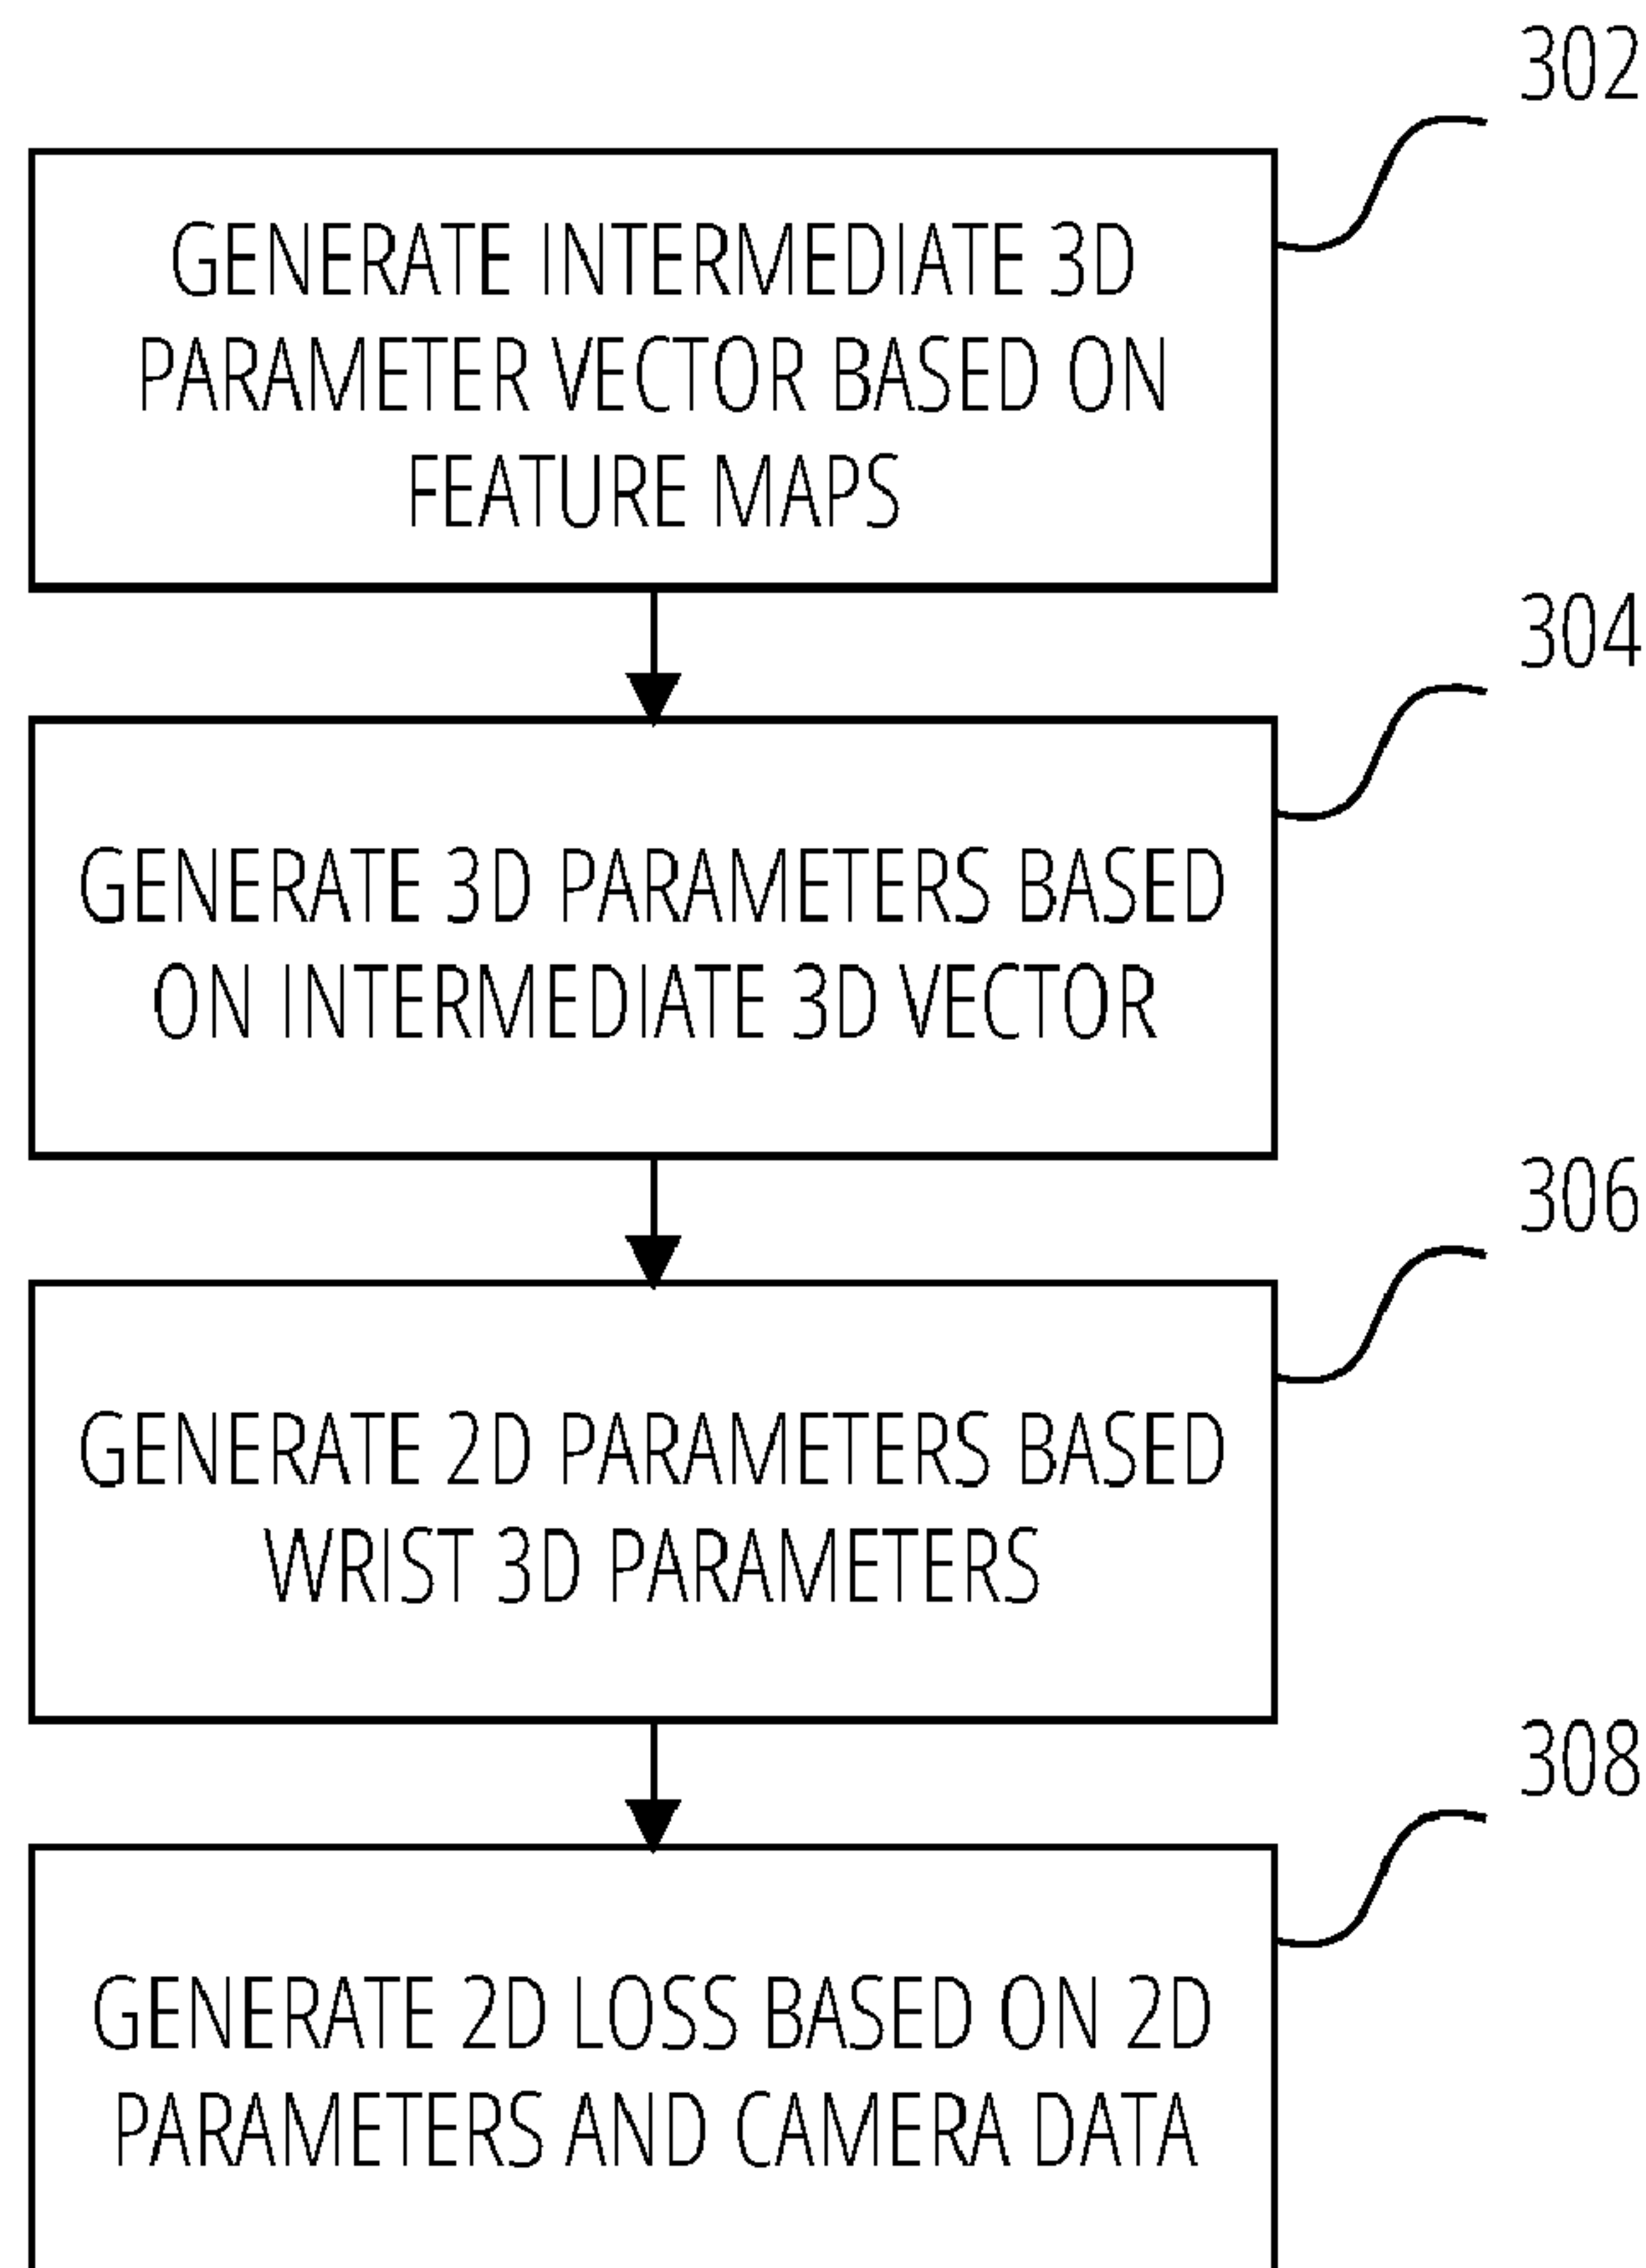 302
GENERATE INTERMEDIATE 3D
PARAMETER VECTOR BASED ON
FEATURE MAPS
304
GENERATE 3D PARAMETERS BASED
ON INTERMEDIATE 3D VECTOR
306
GENERATE 2D PARAMETERS BASED
WRIST 3D PARAMETERS
308
GENERATE 2D LOSS BASED ON 2D
PARAMETERS AND CAMERA DATA